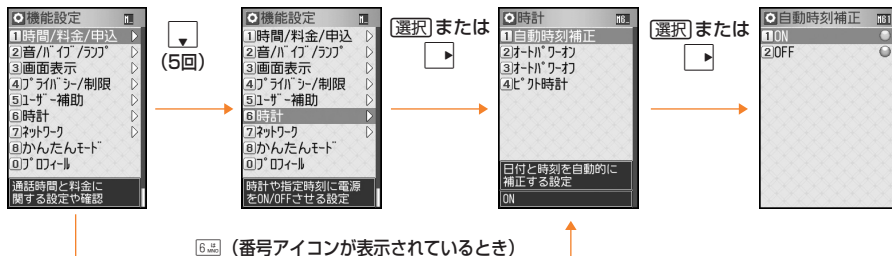 機能設定
1時間/料金/申込
2音/ﾊﾞｲﾌﾞ/ﾗﾝﾌﾟ
3画面表示
4ﾌﾟﾗｲﾊﾞｼｰ/制限
5ﾕｰｻﾞｰ補助
6時計
7ﾈｯﾄﾜｰｸ
8かんたんﾓｰﾄﾞ
0ﾌﾟﾛﾌｨｰﾙ
通話時間と料金に
関する設定や確認
(5回)
機能設定
1時間/料金/申込
2音/ﾊﾞｲﾌﾞ/ﾗﾝﾌﾟ
3画面表示
4ﾌﾟﾗｲﾊﾞｼｰ/制限
5ﾕｰｻﾞｰ補助
6時計
7ﾈｯﾄﾜｰｸ
8かんたんﾓｰﾄﾞ
0ﾌﾟﾛﾌｨｰﾙ
時計や指定時刻に電源
をON/OFFさせる設定
選択または
時計
1自動時刻補正
2ｵｰﾄﾊﾟﾜｰｵﾝ
3ｵｰﾄﾊﾟﾜｰｵﾌ
4ﾋﾟｸﾄ時計
日付と時刻を自動的に
補正する設定
ON
選択または
自動時刻補正
1ON
2OFF
6(番号アイコンが表示されているとき)